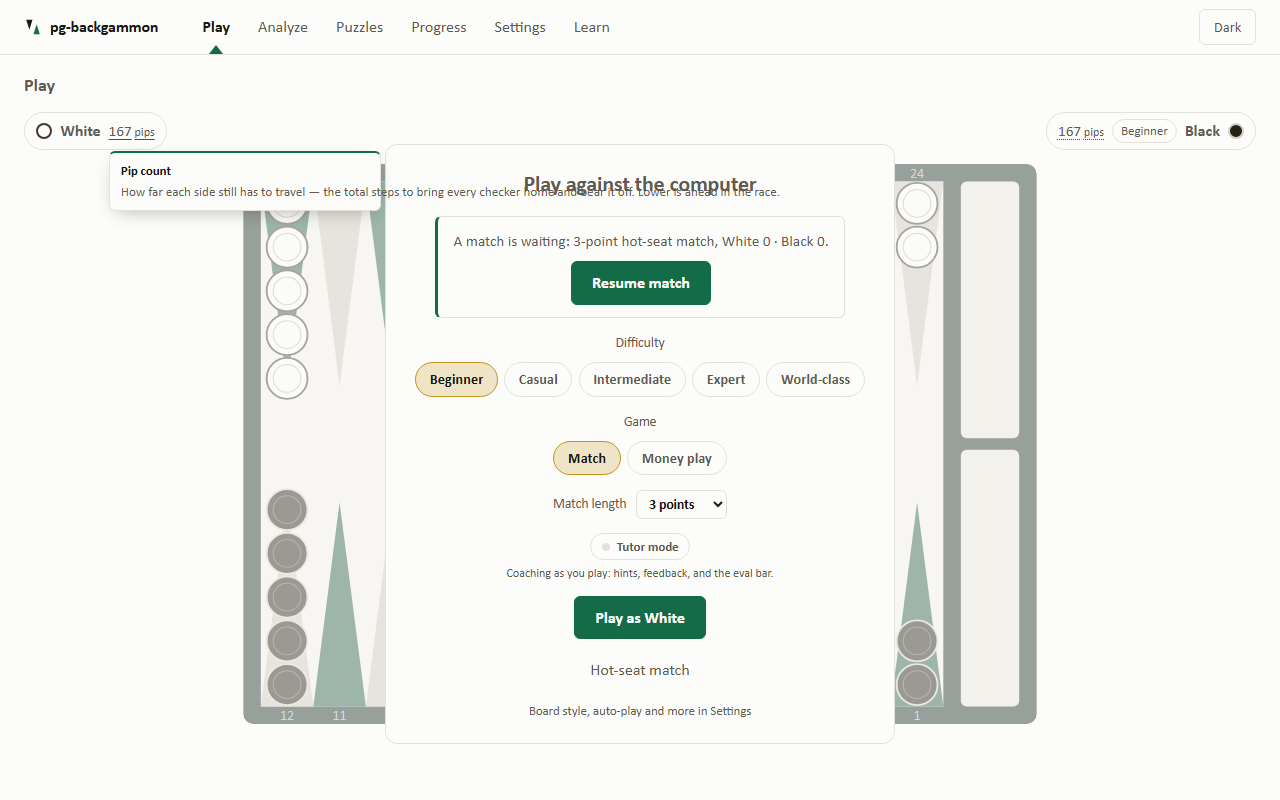 pg-backgammon Play Analyze Puzzles Progress Settings Learn Dark
Play
White 167 pips
167 pips Beginner Black
Pip count
How far each side still has to travel — the total steps to bring every checker home and bear it off. Lower is ahead in the race.
Play against the computer
24
A match is waiting: 3-point hot-seat match, White 0 · Black 0.
Resume match
Difficulty
Beginner Casual Intermediate Expert World-class
Game
Match Money play
Match length 3 points
Tutor mode
Coaching as you play: hints, feedback, and the eval bar.
Play as White
Hot-seat match
Board style, auto-play and more in Settings
12 11 1